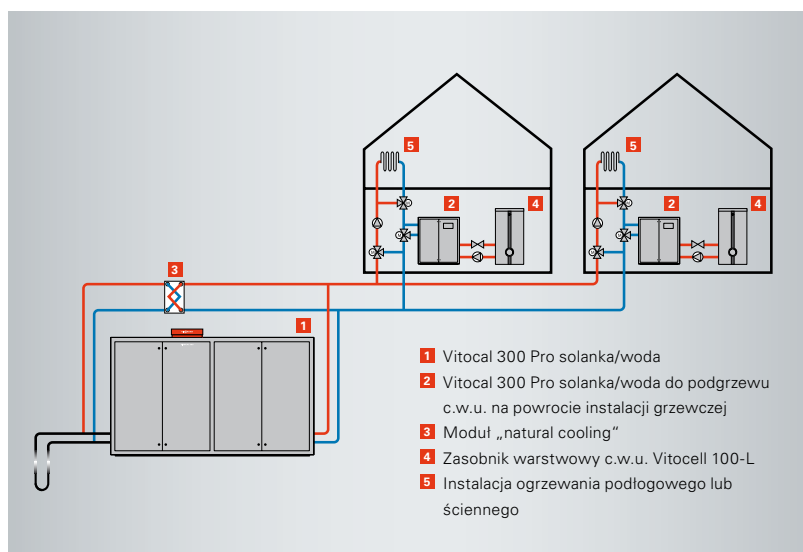 5
5
2
4
2
4
3
1
1 Vitocal 300 Pro solanka/woda
2 Vitocal 300 Pro solanka/woda do podgrzewu
c.w.u. na powrocie instalacji grzewczej
3 Moduł „natural cooling“
4 Zasobnik warstwowy c.w.u. Vitocell 100-L
5 Instalacja ogrzewania podłogowego lub
ściennego